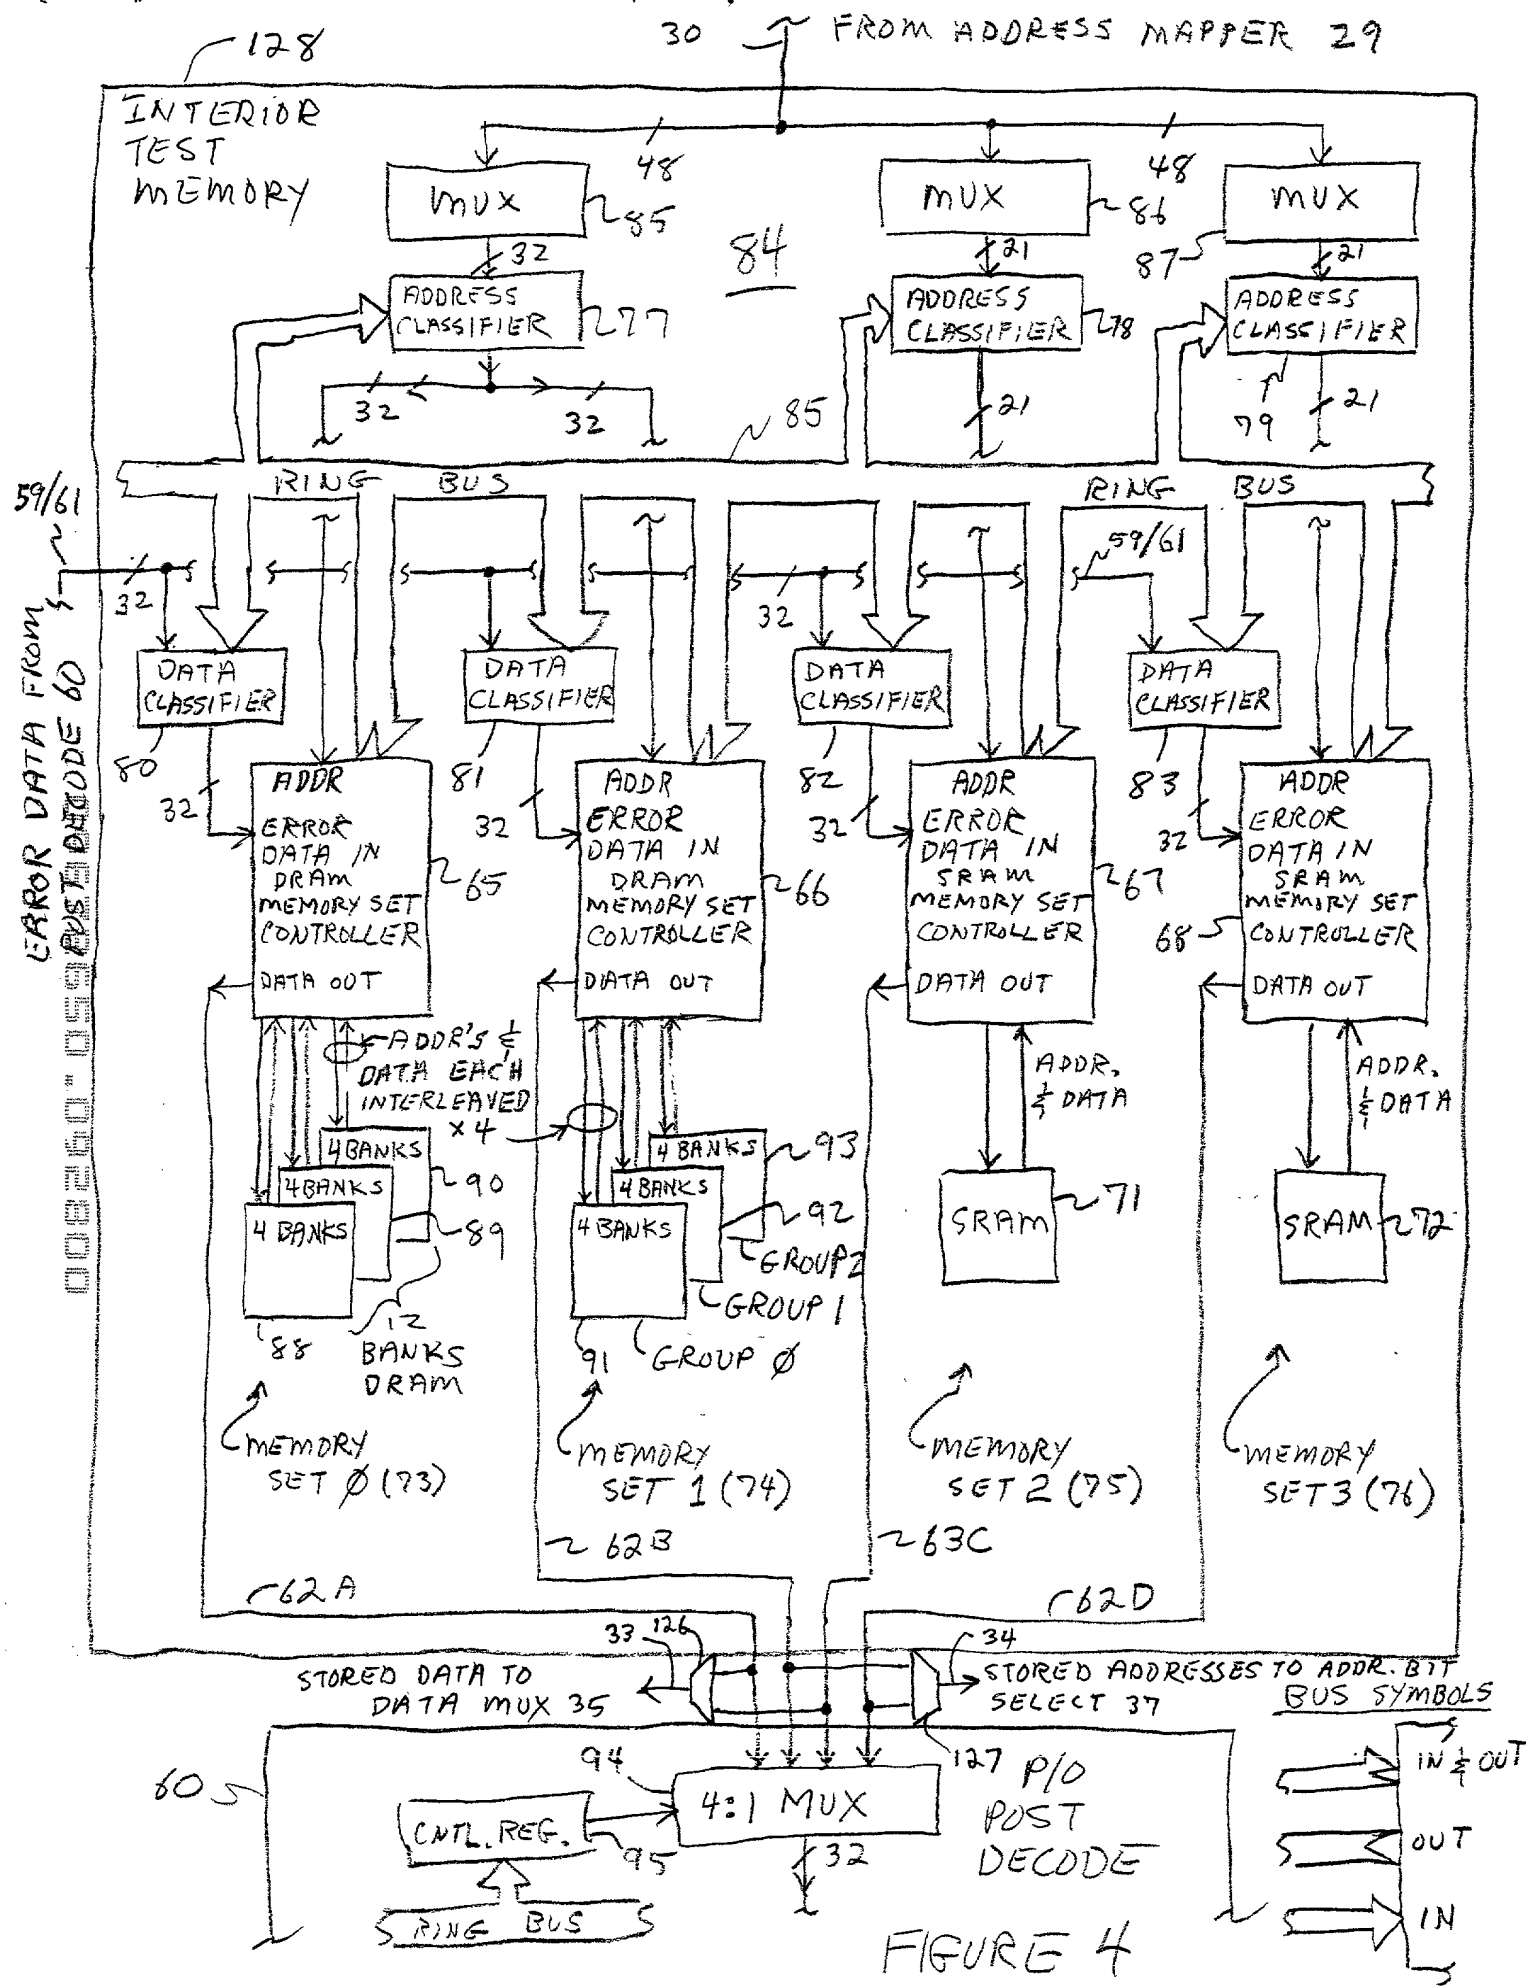 30 FROM ADDRESS MAPPER 29
128
INTERIOR
TEST
MEMORY
48
48
MUX
85
MUX
86
MUX
87
32
84
21
21
ADDRESS
CLASSIFIER
77
ADDRESS
CLASSIFIER
78
ADDRESS
CLASSIFIER
79
32
32
85
21
21
RING BUS
RING BUS
59/61
59/61
32
32
ERROR DATA FROM
POST DECODE 60
DATA
CLASSIFIER
80
DATA
CLASSIFIER
81
DATA
CLASSIFIER
82
DATA
CLASSIFIER
83
32
32
32
32
ADDR
ERROR
DATA IN
DRAM
MEMORY SET
CONTROLLER
DATA OUT
65
ADDR
ERROR
DATA IN
DRAM
MEMORY SET
CONTROLLER
DATA OUT
66
ADDR
ERROR
DATA IN
SRAM
MEMORY SET
CONTROLLER
DATA OUT
67
ADDR
ERROR
DATA IN
SRAM
MEMORY SET
CONTROLLER
DATA OUT
68
ADDR'S &
DATA EACH
INTERLEAVED
X 4
ADDR.
& DATA
ADDR.
& DATA
4 BANKS
90
4 BANKS
89
4 BANKS
88
12
BANKS
DRAM
4 BANKS
93
4 BANKS
92
4 BANKS
91
GROUP 2
GROUP 1
GROUP Ø
SRAM
71
SRAM
72
MEMORY
SET Ø (73)
MEMORY
SET 1 (74)
MEMORY
SET 2 (75)
MEMORY
SET 3 (76)
62B
63C
62A
62D
33
126
34
STORED DATA TO
DATA MUX 35
STORED ADDRESSES TO ADDR. BIT
SELECT 37
BUS SYMBOLS
127
94
60
4:1 MUX
P/O
POST
DECODE
CNTL. REG.
95
32
RING BUS
IN & OUT
OUT
IN
FIGURE 4